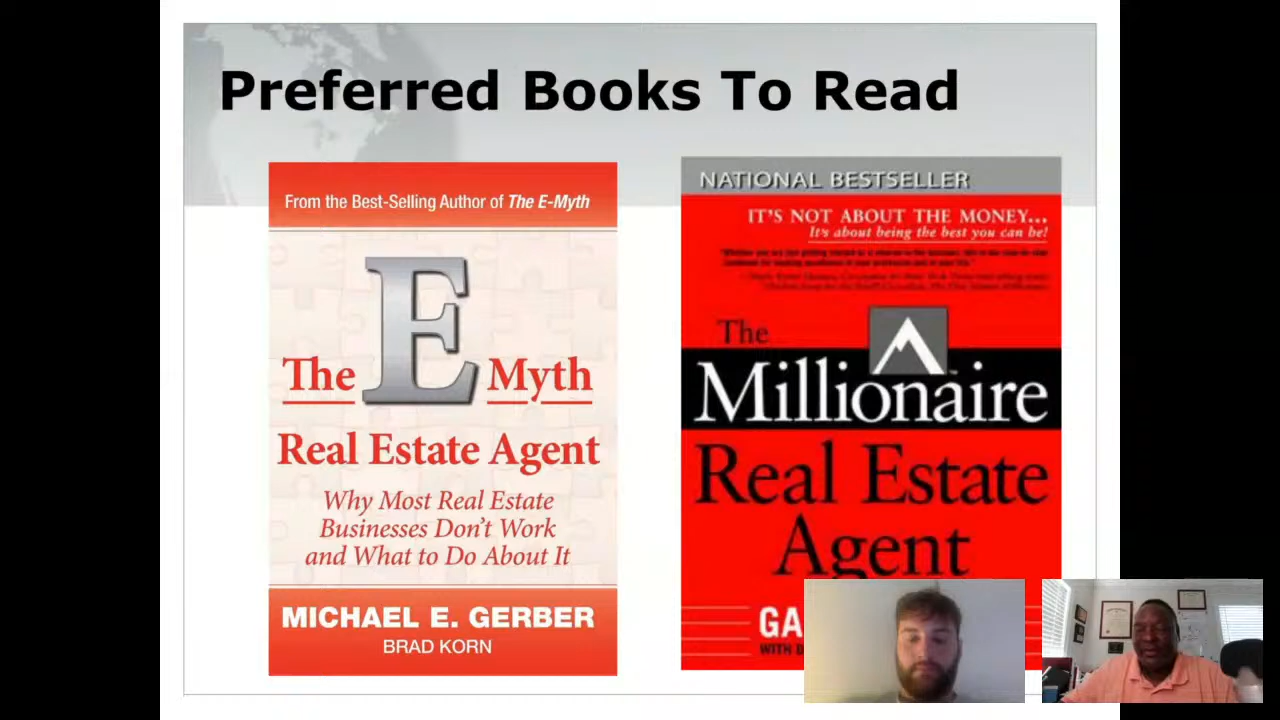 Preferred Books To Read
From the Best-Selling Author of The E-Myth
The E Myth
Real Estate Agent
Why Most Real Estate
Businesses Don't Work
and What to Do About It
MICHAEL E. GERBER
BRAD KORN
NATIONAL BESTSELLER
IT'S NOT ABOUT THE MONEY...
It's about being the best you can be!
The
Millionaire
Real Estate
Agent
GA
WITH